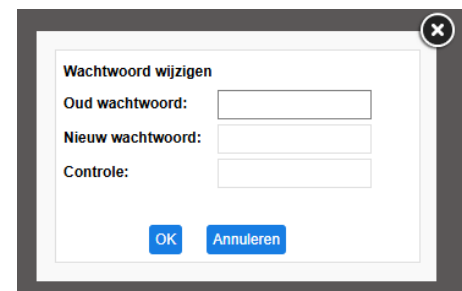 Wachtwoord wijzigen
Oud wachtwoord:
Nieuw wachtwoord:
Controle:
OK Annuleren